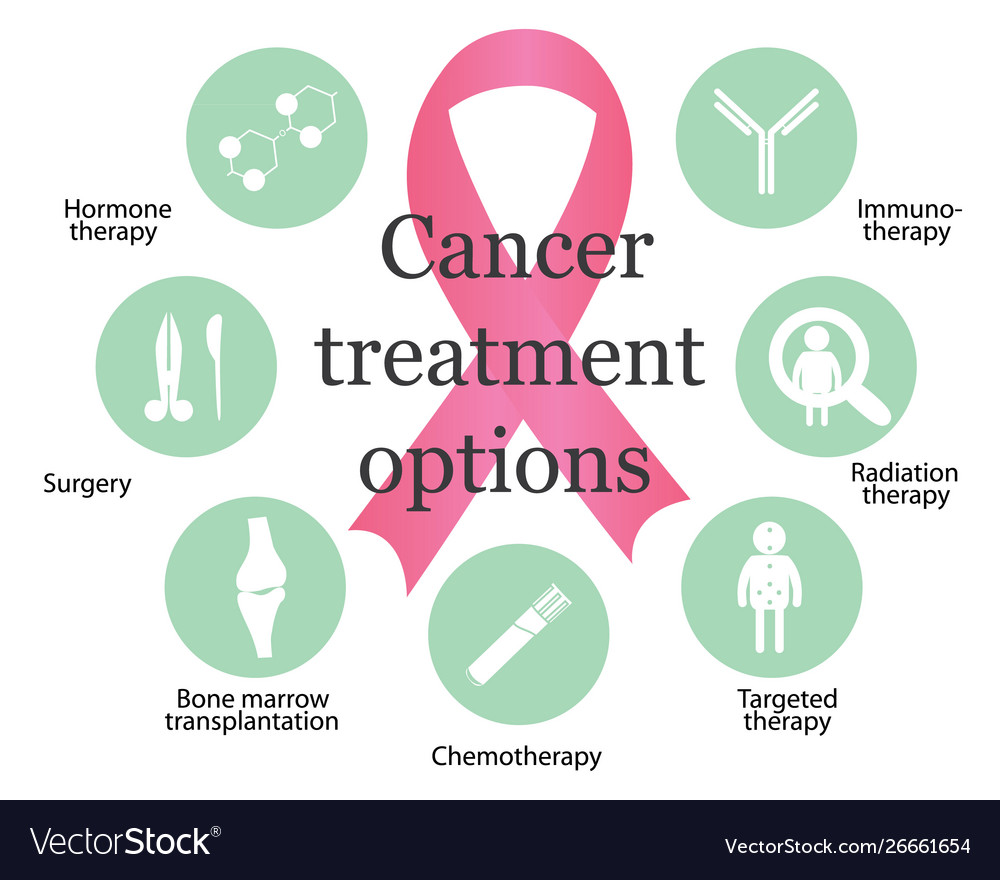 Cancer
treatment
options
Hormone
therapy
Immuno-
therapy
Surgery
Radiation
therapy
Bone marrow
transplantation
Targeted
therapy
Chemotherapy
VectorStock®
VectorStock.com/26661654